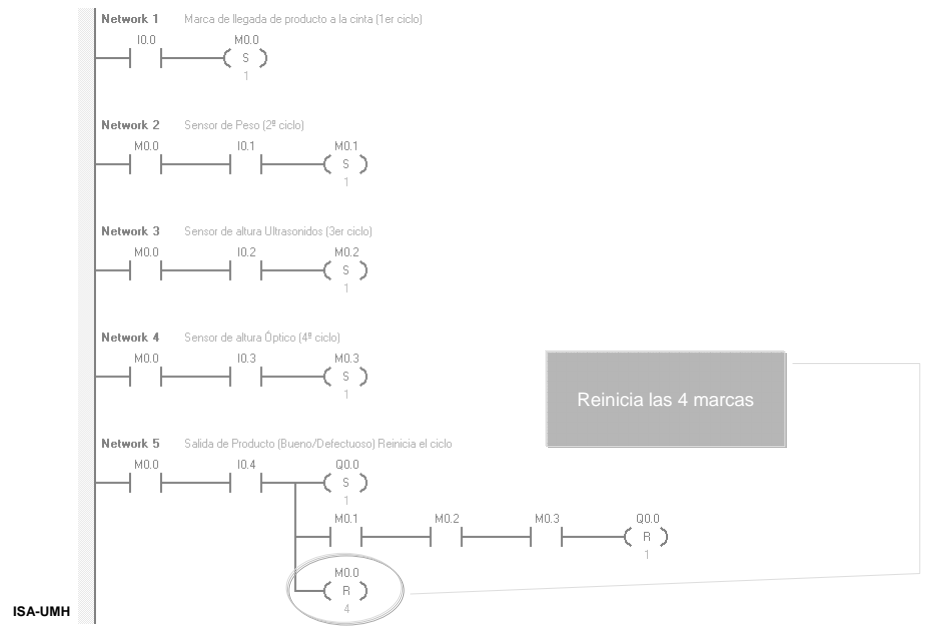 Network 1 Marca de llegada de producto a la cinta (1er ciclo)
I0.0 M0.0
S
1
Network 2 Sensor de Peso (2º ciclo)
M0.0 I0.1 M0.1
S
1
Network 3 Sensor de altura Ultrasonidos (3er ciclo)
M0.0 I0.2 M0.2
S
1
Network 4 Sensor de altura Óptico (4º ciclo)
M0.0 I0.3 M0.3
S
1
Reinicia las 4 marcas
Network 5 Salida de Producto (Bueno/Defectuoso) Reinicia el ciclo
M0.0 I0.4 Q0.0
S
1
M0.1 M0.2 M0.3 Q0.0
R
1
M0.0
R
4
ISA-UMH